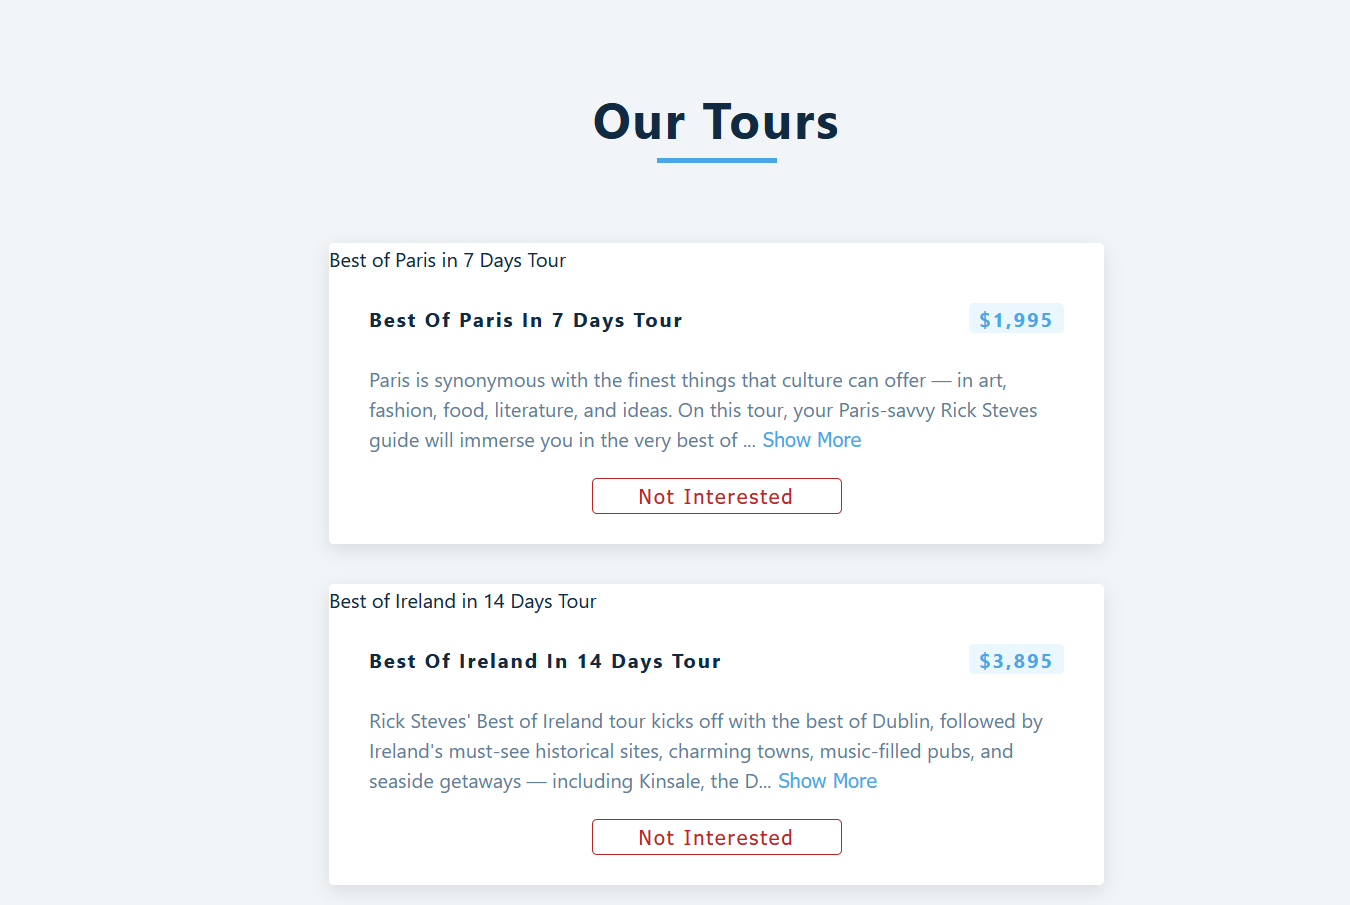 Our Tours
Best of Paris in 7 Days Tour
Best Of Paris In 7 Days Tour
$1,995
Paris is synonymous with the finest things that culture can offer — in art,
fashion, food, literature, and ideas. On this tour, your Paris-savvy Rick Steves
guide will immerse you in the very best of ... Show More
Not Interested
Best of Ireland in 14 Days Tour
Best Of Ireland In 14 Days Tour
$3,895
Rick Steves' Best of Ireland tour kicks off with the best of Dublin, followed by
Ireland's must-see historical sites, charming towns, music-filled pubs, and
seaside getaways — including Kinsale, the D... Show More
Not Interested